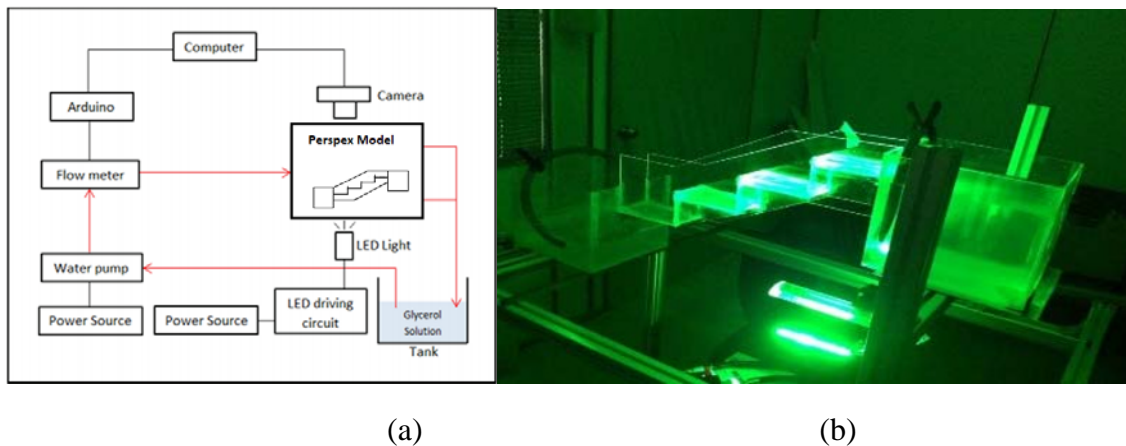 Computer
Camera
Arduino
Perspex Model
Flow meter
LED Light
Water pump
Power Source
Power Source
LED driving
circuit
Glycerol
Solution
Tank
(a)
(b)